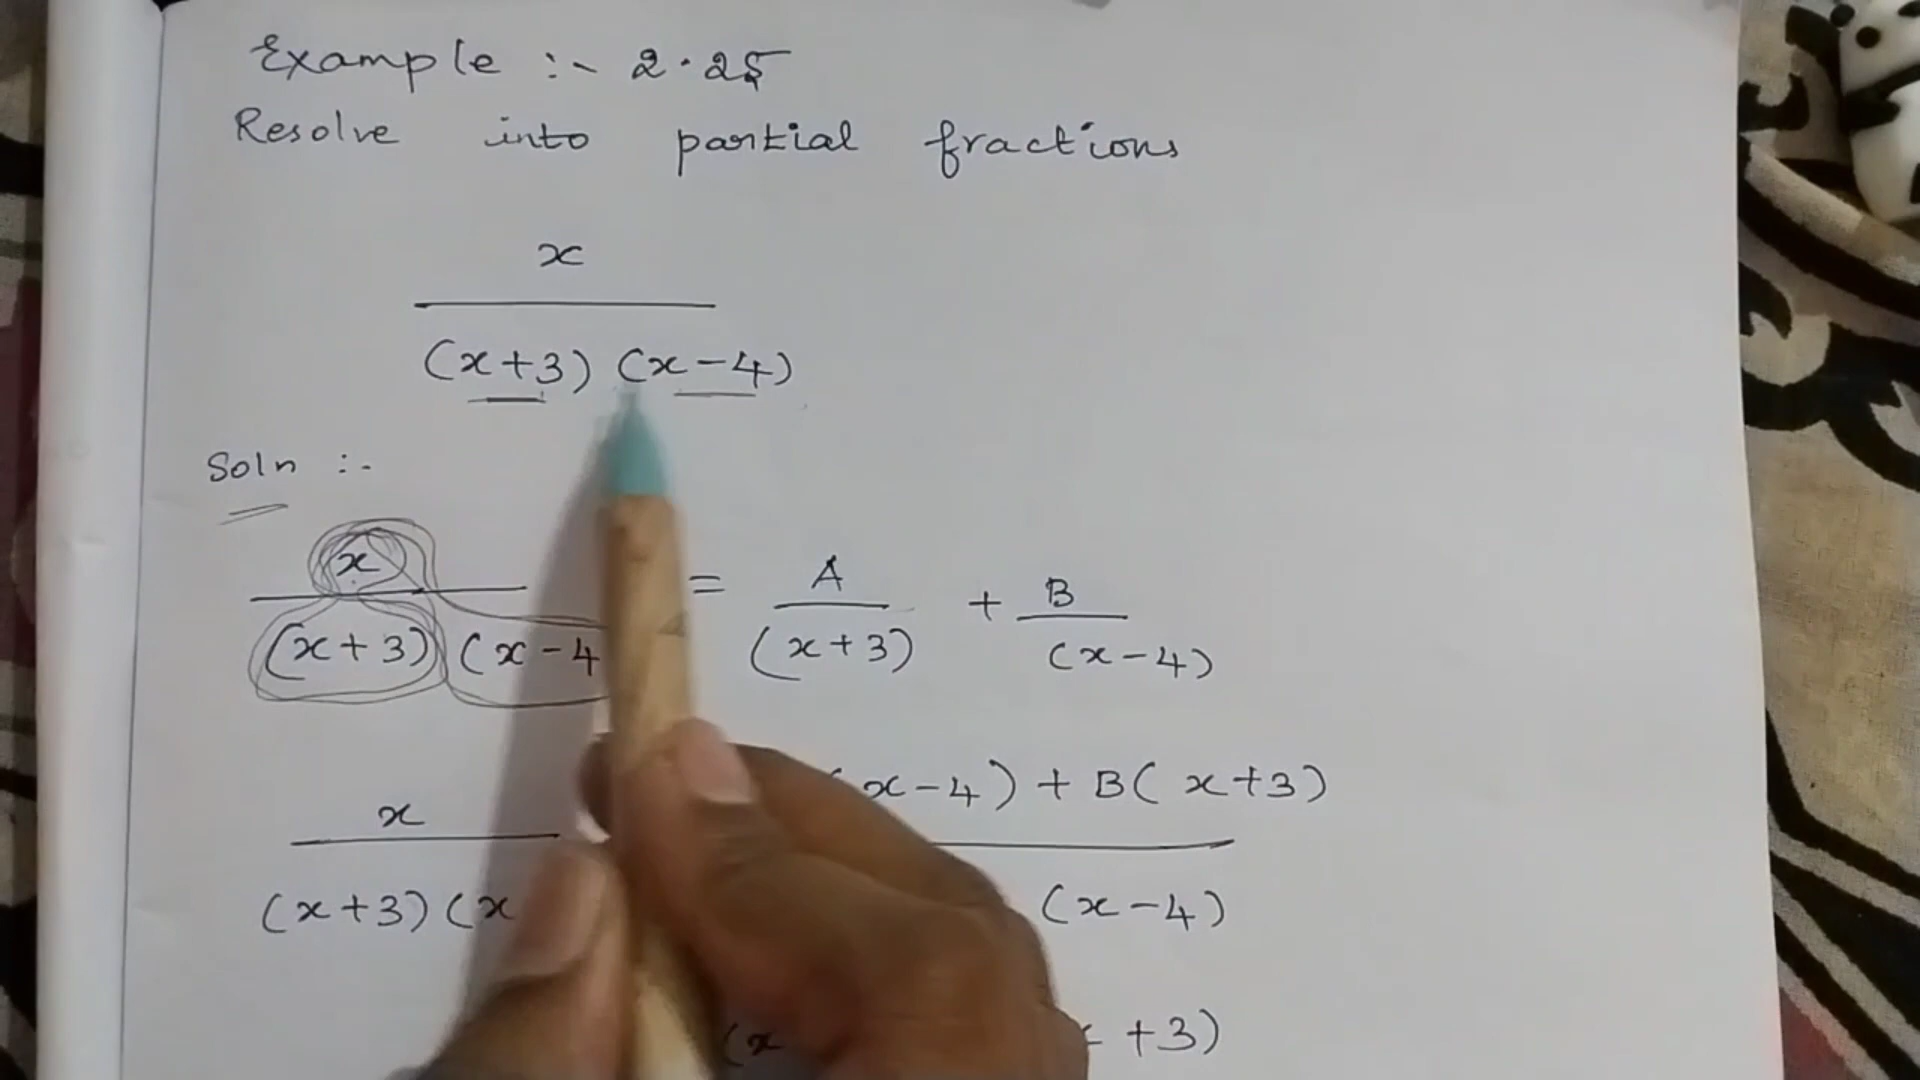 Example :- 2.25
Resolve into partial fractions
x
(x+3) (x-4)
Soln :-
x = A + B
(x+3) (x-4 (x+3) (x-4)
x x-4) + B( x+3)
(x+3) (x (x-4)
(x +3)